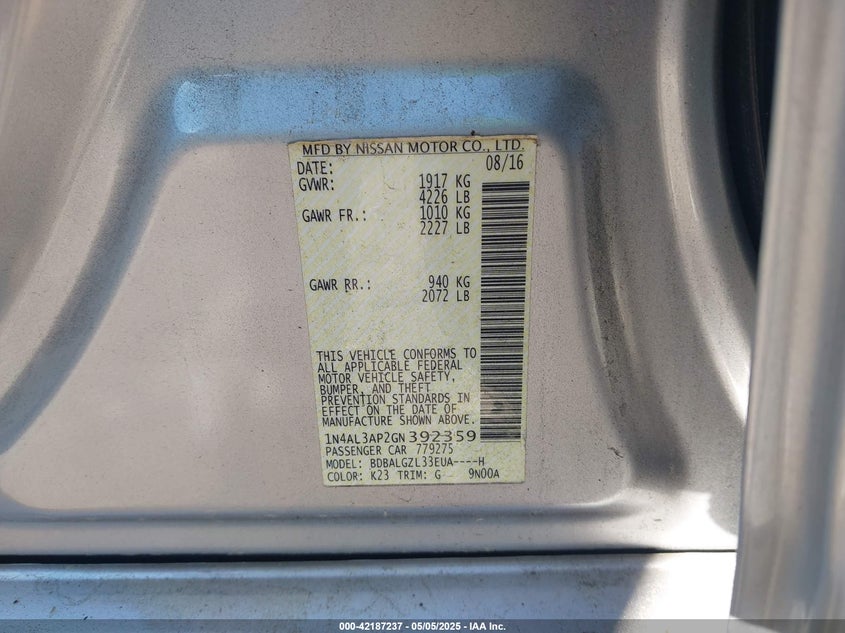 MFD BY NISSAN MOTOR CO., LTD.
DATE: 08/16
GVWR: 1917 KG
4226 LB
GAWR FR.: 1010 KG
2227 LB
GAWR RR.: 940 KG
2072 LB
THIS VEHICLE CONFORMS TO
ALL APPLICABLE FEDERAL
MOTOR VEHICLE SAFETY,
BUMPER, AND THEFT
PREVENTION STANDARDS IN
EFFECT ON THE DATE OF
MANUFACTURE SHOWN ABOVE.
1N4AL3AP2GN392359
PASSENGER CAR 779275
MODEL: BDBALGZL33EUA----H
COLOR: K23 TRIM: G 9N00A
000-42187237 - 05/05/2025 - IAA Inc.